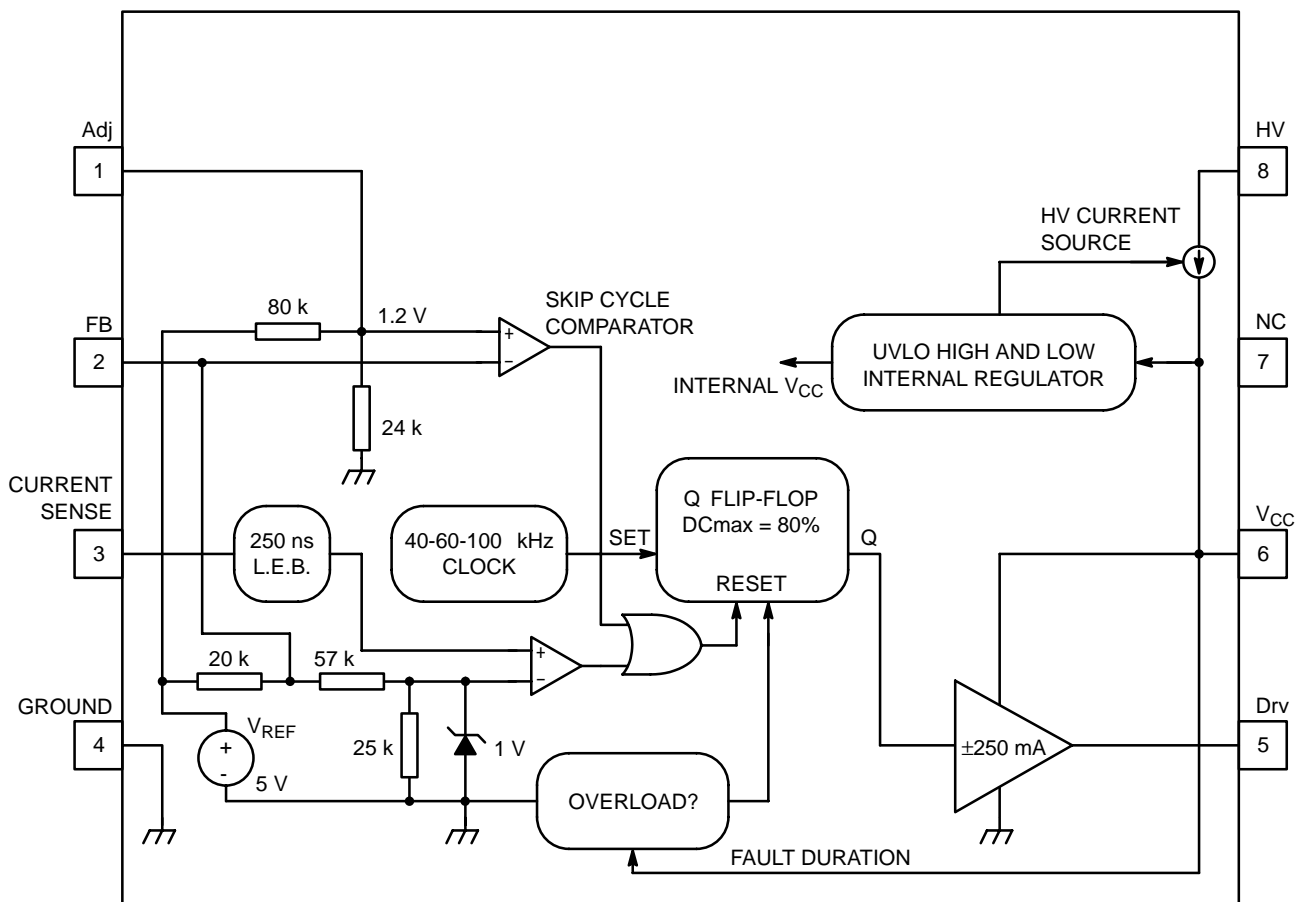 Adj
1
HV
8
HV CURRENT
SOURCE
80 k
1.2 V
SKIP CYCLE
COMPARATOR
FB
2
+
−
NC
7
UVLO HIGH AND LOW
INTERNAL REGULATOR
INTERNAL VCC
24 k
CURRENT
SENSE
3
250 ns
L.E.B.
40-60-100 kHz
CLOCK
SET
Q FLIP-FLOP
DCmax = 80%
RESET
Q
VCC
6
20 k
57 k
+
−
GROUND
4
VREF
+
-
5 V
25 k
1 V
OVERLOAD?
±250 mA
Drv
5
FAULT DURATION